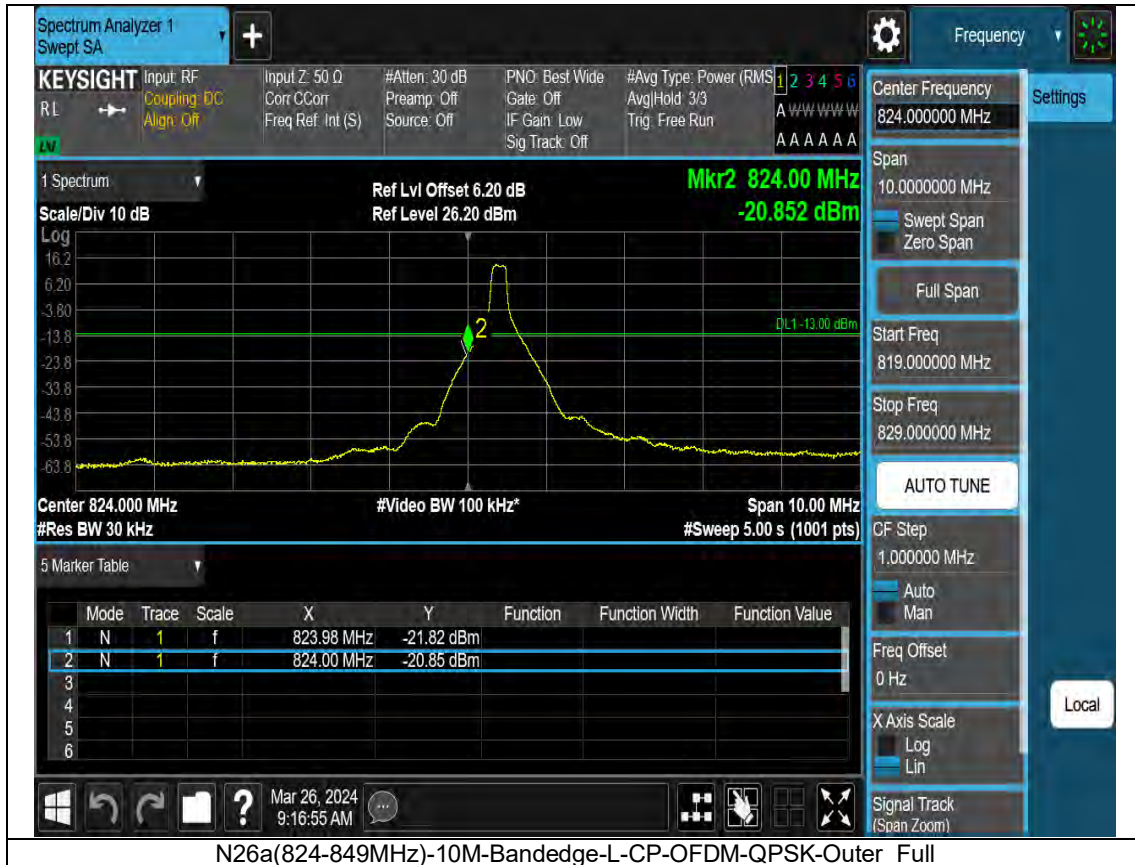 Spectrum Analyzer 1
Swept SA
+
Frequency
KEYSIGHT Input: RF Input Z: 50 Ω #Atten: 30 dB PNO: Best Wide #Avg Type: Power (RMS 1 2 3 4 5 6
RL Coupling: DC Corr CCorr Preamp: Off Gate: Off Avg|Hold: 3/3 A W W W W W
Align: Off Freq Ref: Int (S) Source: Off IF Gain: Low Trig: Free Run
Sig Track: Off A A A A A A
Center Frequency
824.000000 MHz
Settings
Span
10.0000000 MHz
Swept Span
Zero Span
Full Span
Start Freq
819.000000 MHz
Stop Freq
829.000000 MHz
AUTO TUNE
CF Step
1.000000 MHz
Auto
Man
Freq Offset
0 Hz
X Axis Scale
Log
Lin
Signal Track
(Span Zoom)
Local
1 Spectrum
Scale/Div 10 dB
Ref Lvl Offset 6.20 dB
Ref Level 26.20 dBm
Mkr2 824.00 MHz
-20.852 dBm
Log
16.2
6.20
-3.80
-13.8
-23.8
-33.8
-43.8
-53.8
-63.8
2
DL1 -13.00 dBm
Center 824.000 MHz #Video BW 100 kHz* Span 10.00 MHz
#Res BW 30 kHz #Sweep 5.00 s (1001 pts)
5 Marker Table
Mode Trace Scale X Y Function Function Width Function Value
1 N 1 f 823.98 MHz -21.82 dBm
2 N 1 f 824.00 MHz -20.85 dBm
3
4
5
6
?
Mar 26, 2024
9:16:55 AM
N26a(824-849MHz)-10M-Bandedge-L-CP-OFDM-QPSK-Outer_Full